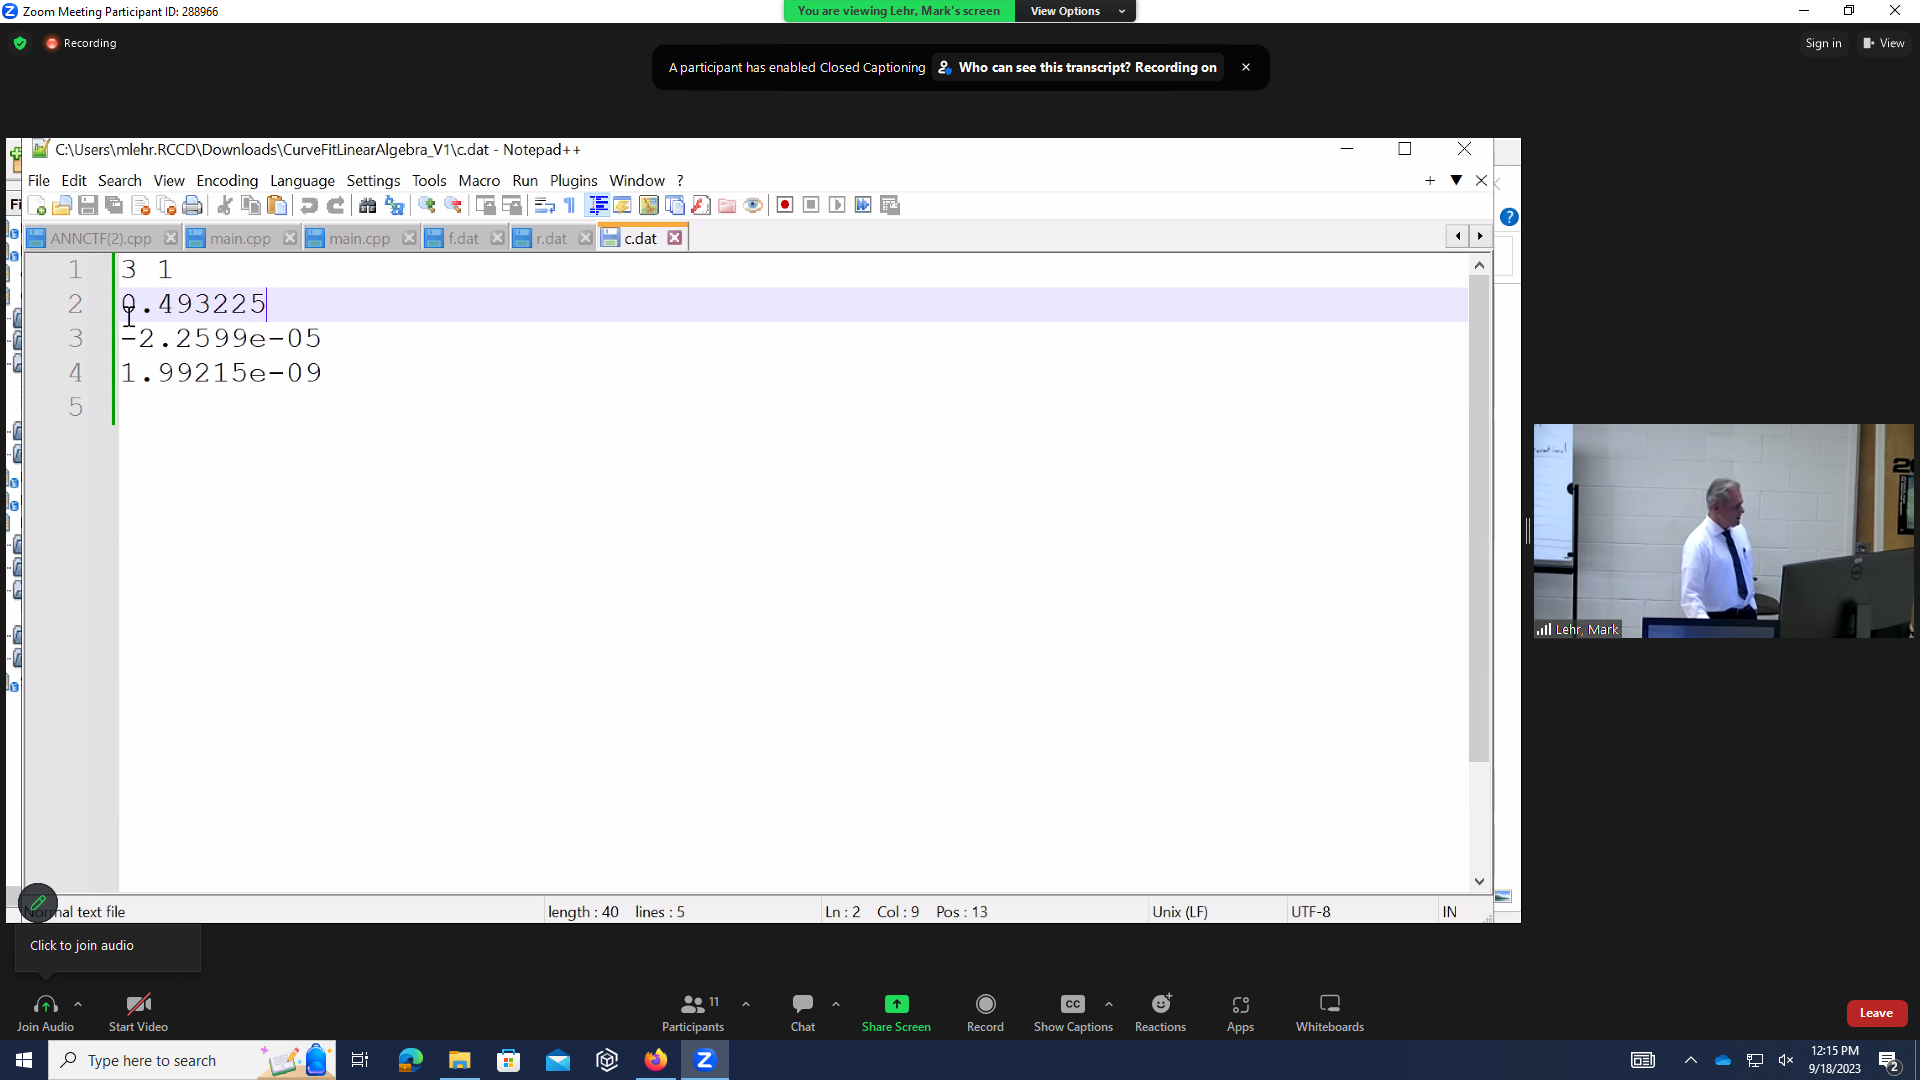 Zoom Meeting Participant ID: 288966
You are viewing Lehr, Mark's screen
View Options
Recording
Sign in
View
A participant has enabled Closed Captioning
Who can see this transcript? Recording on
C:\Users\mlehr.RCCD\Downloads\CurveFitLinearAlgebra_V1\c.dat - Notepad++
File Edit Search View Encoding Language Settings Tools Macro Run Plugins Window ?
Fi
ANNCTF(2).cpp
main.cpp
main.cpp
f.dat
r.dat
c.dat
1 3 1
2 0.493225
3 -2.2599e-05
4 1.99215e-09
5
Lehr, Mark
Normal text file
length : 40 lines : 5
Ln : 2 Col : 9 Pos : 13
Unix (LF)
UTF-8
IN
Click to join audio
Join Audio
Start Video
11
Participants
Chat
Share Screen
Record
CC
Show Captions
Reactions
Apps
Whiteboards
Leave
Type here to search
12:15 PM
9/18/2023
2